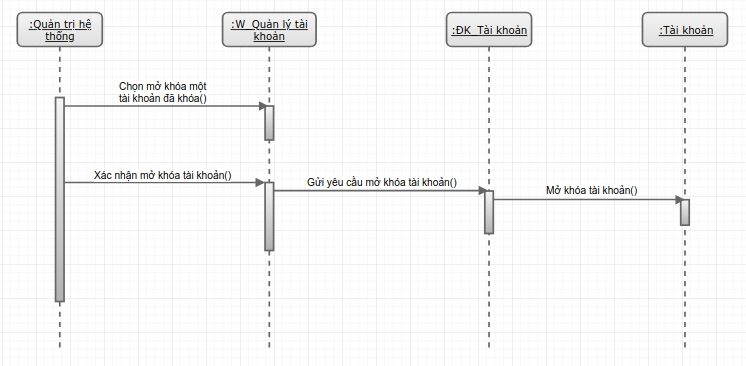 :Quản trị hệ
thống
:W_Quản lý tài
khoản
:ĐK_Tài khoản
:Tài khoản
Chọn mở khóa một
tài khoản đã khóa()
Xác nhận mở khóa tài khoản()
Gửi yêu cầu mở khóa tài khoản()
Mở khóa tài khoản()